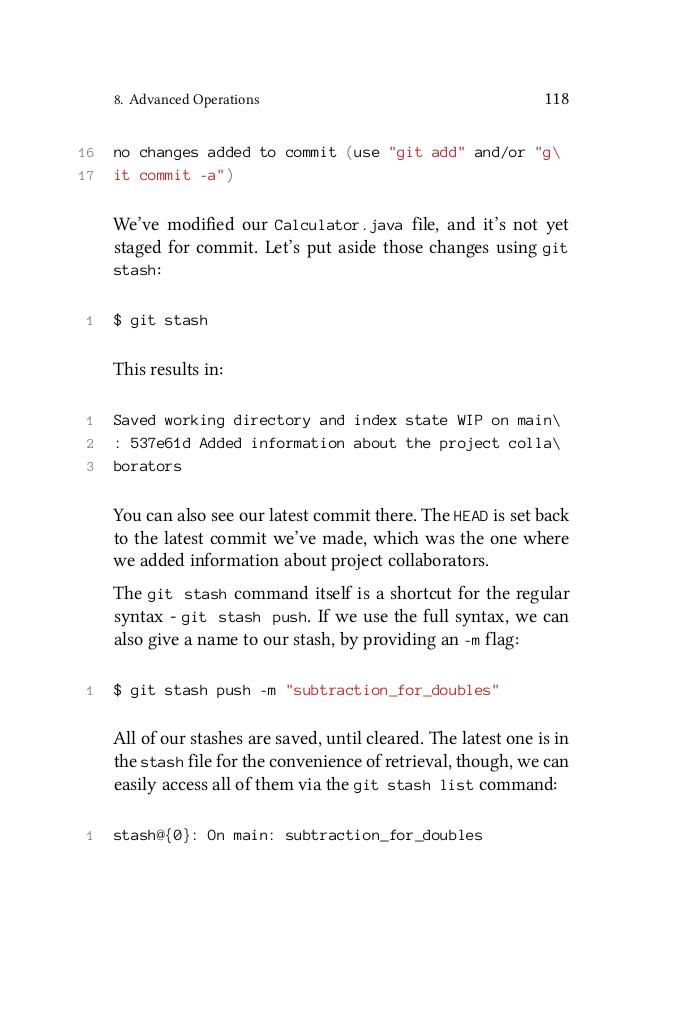 8. Advanced Operations 118
16 no changes added to commit (use "git add" and/or "g\
17 it commit -a")
We've modified our Calculator.java file, and it's not yet
staged for commit. Let's put aside those changes using git
stash:
1 $ git stash
This results in:
1 Saved working directory and index state WIP on main\
2 : 537e61d Added information about the project colla\
3 borators
You can also see our latest commit there. The HEAD is set back
to the latest commit we've made, which was the one where
we added information about project collaborators.
The git stash command itself is a shortcut for the regular
syntax - git stash push. If we use the full syntax, we can
also give a name to our stash, by providing an -m flag:
1 $ git stash push -m "subtraction_for_doubles"
All of our stashes are saved, until cleared. The latest one is in
the stash file for the convenience of retrieval, though, we can
easily access all of them via the git stash list command:
1 stash@{0}: On main: subtraction_for_doubles